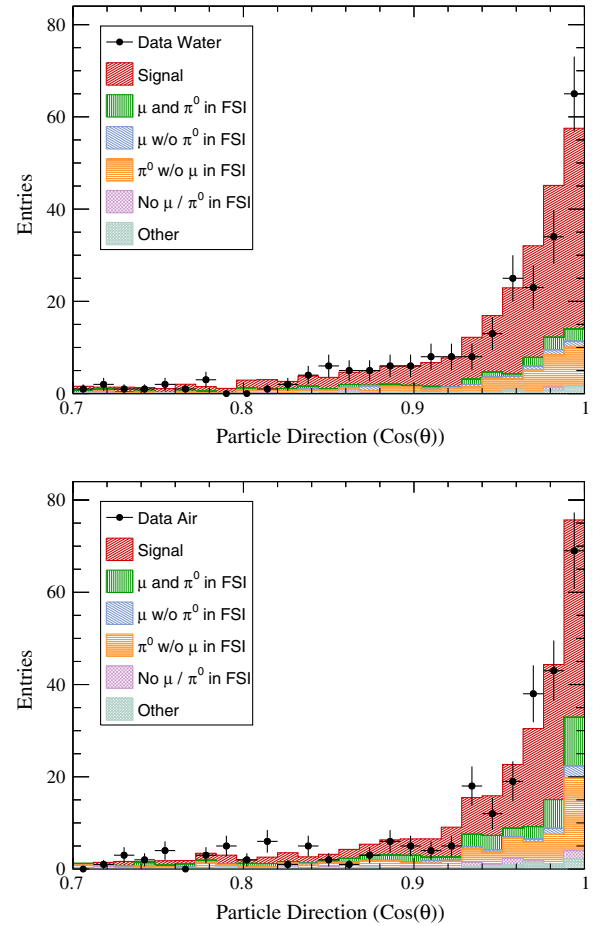 80
60
40
20
0
Entries
Data Water
Signal
μ and π⁰ in FSI
μ w/o π⁰ in FSI
π⁰ w/o μ in FSI
No μ / π⁰ in FSI
Other
0.7 0.8 0.9 1
Particle Direction (Cos(θ))
80
60
40
20
0
Entries
Data Air
Signal
μ and π⁰ in FSI
μ w/o π⁰ in FSI
π⁰ w/o μ in FSI
No μ / π⁰ in FSI
Other
0.7 0.8 0.9 1
Particle Direction (Cos(θ))